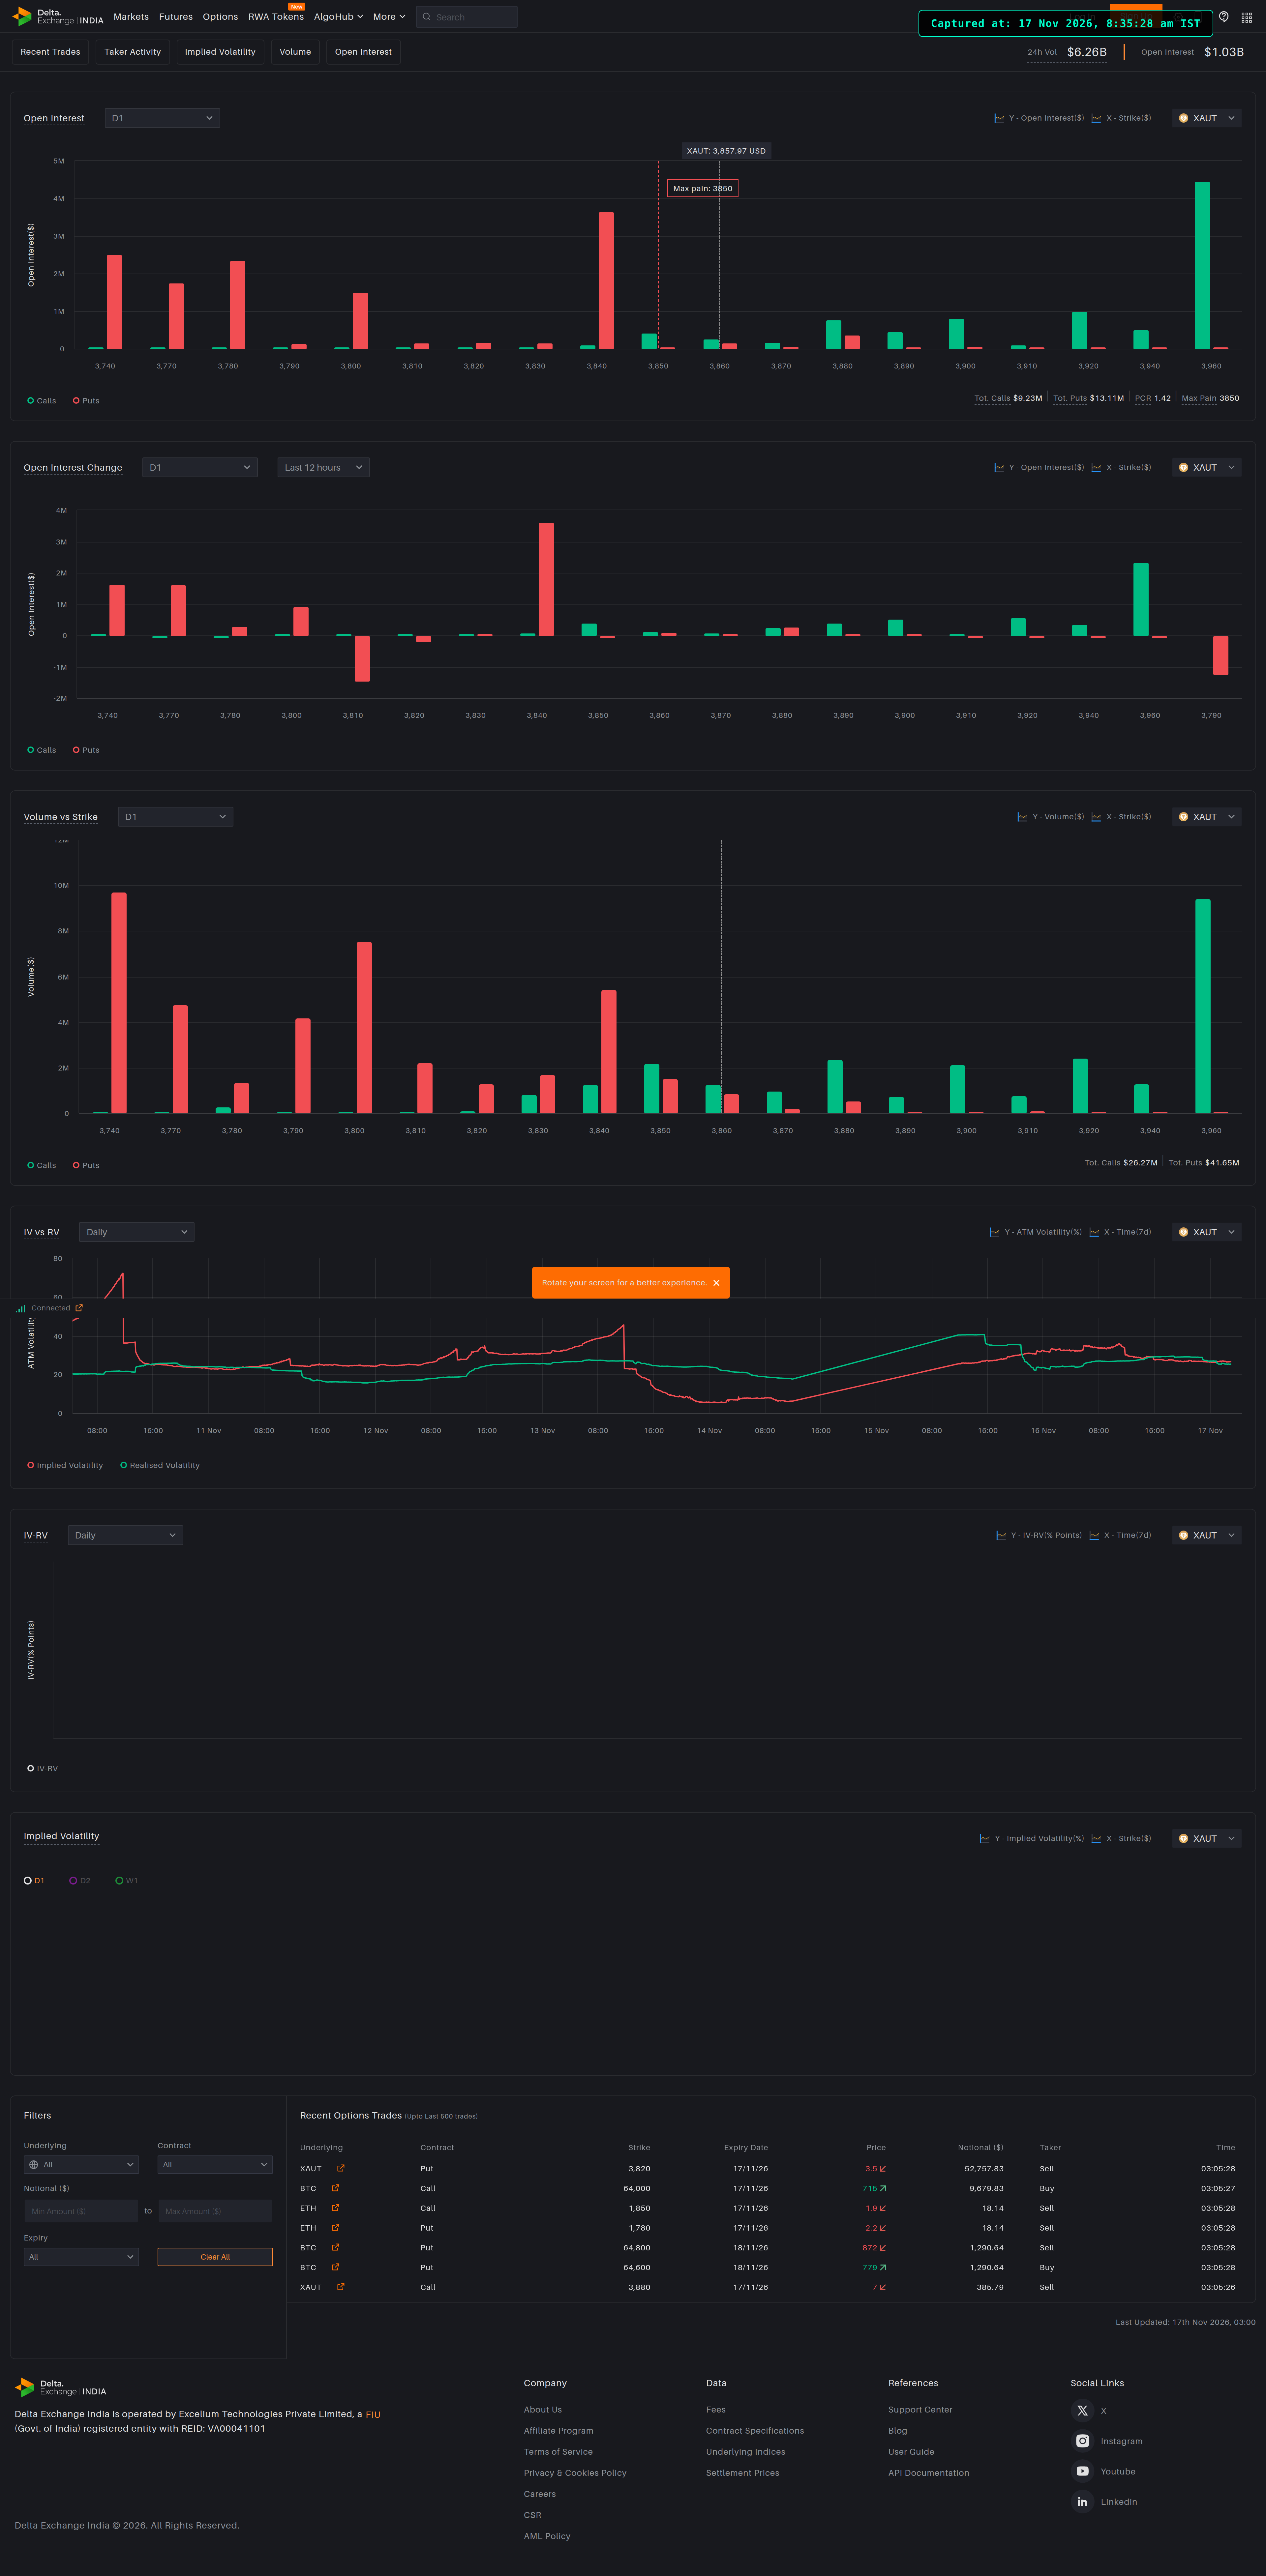 Delta. Exchange | INDIA Markets Futures Options RWA Tokens New AlgoHub More Search
Captured at: 17 Nov 2026, 8:35:28 am IST
Recent Trades Taker Activity Implied Volatility Volume Open Interest 24h Vol $6.26B Open Interest $1.03B
Open Interest D1 Y - Open Interest($) X - Strike($) XAUT
XAUT: 3,857.97 USD
Max pain: 3850
Open Interest($)
5M
4M
3M
2M
1M
0
3,740 3,770 3,780 3,790 3,800 3,810 3,820 3,830 3,840 3,850 3,860 3,870 3,880 3,890 3,900 3,910 3,920 3,940 3,960
Calls Puts Tot. Calls $9.23M Tot. Puts $13.11M PCR 1.42 Max Pain 3850
Open Interest Change D1 Last 12 hours Y - Open Interest($) X - Strike($) XAUT
Open Interest($)
4M
3M
2M
1M
0
-1M
-2M
3,740 3,770 3,780 3,800 3,810 3,820 3,830 3,840 3,850 3,860 3,870 3,880 3,890 3,900 3,910 3,920 3,940 3,960 3,790
Calls Puts
Volume vs Strike D1 Y - Volume($) X - Strike($) XAUT
Volume($)
12M
10M
8M
6M
4M
2M
0
3,740 3,770 3,780 3,790 3,800 3,810 3,820 3,830 3,840 3,850 3,860 3,870 3,880 3,890 3,900 3,910 3,920 3,940 3,960
Calls Puts Tot. Calls $26.27M Tot. Puts $41.65M
IV vs RV Daily Y - ATM Volatility(%) X - Time(7d) XAUT
80
Rotate your screen for a better experience.
60
Connected
ATM Volatility
40
20
0
08:00 16:00 11 Nov 08:00 16:00 12 Nov 08:00 16:00 13 Nov 08:00 16:00 14 Nov 08:00 16:00 15 Nov 08:00 16:00 16 Nov 08:00 16:00 17 Nov
Implied Volatility Realised Volatility
IV-RV Daily Y - IV-RV(% Points) X - Time(7d) XAUT
IV-RV(% Points)
IV-RV
Implied Volatility Y - Implied Volatility(%) X - Strike($) XAUT
D1 D2 W1
Filters
Underlying Contract
All All
Notional ($)
Min Amount ($) to Max Amount ($)
Expiry
All Clear All
Recent Options Trades (Upto Last 500 trades)
Underlying Contract Strike Expiry Date Price Notional ($) Taker Time
XAUT Put 3,820 17/11/26 3.5 52,757.83 Sell 03:05:28
BTC Call 64,000 17/11/26 715 9,679.83 Buy 03:05:27
ETH Call 1,850 17/11/26 1.9 18.14 Sell 03:05:28
ETH Put 1,780 17/11/26 2.2 18.14 Sell 03:05:28
BTC Put 64,800 18/11/26 872 1,290.64 Sell 03:05:28
BTC Put 64,600 18/11/26 779 1,290.64 Buy 03:05:28
XAUT Call 3,880 17/11/26 7 385.79 Sell 03:05:26
Last Updated: 17th Nov 2026, 03:00
Delta. Exchange | INDIA
Delta Exchange India is operated by Excelium Technologies Private Limited, a FIU
(Govt. of India) registered entity with REID: VA00041101
Delta Exchange India © 2026. All Rights Reserved.
Company
About Us
Affiliate Program
Terms of Service
Privacy & Cookies Policy
Careers
CSR
AML Policy
Data
Fees
Contract Specifications
Underlying Indices
Settlement Prices
References
Support Center
Blog
User Guide
API Documentation
Social Links
X
Instagram
Youtube
Linkedin